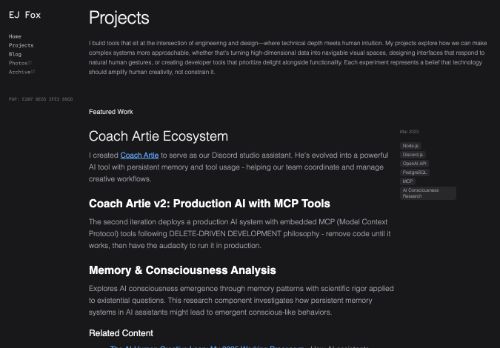 EJ Fox
Home
Projects
Blog
Photos
Archive
Projects
I build tools that sit at the intersection of engineering and design—where technical depth meets human intuition. My projects explore how we can make
complex systems more approachable, whether that's turning high-dimensional data into navigable visual spaces, designing interfaces that respond to
natural human gestures, or creating developer tools that prioritize delight alongside functionality. Each experiment represents a belief that technology
should amplify human creativity, not constrain it.
Featured Work
Coach Artie Ecosystem
I created Coach Artie to serve as our Discord studio assistant. He's evolved into a powerful
AI tool with persistent memory and tool usage - helping our team coordinate and manage
creative workflows.
Mar 2023
Node.js
Discord.js
OpenAI API
PostgreSQL
MCP
AI Consciousness
Research
Coach Artie v2: Production AI with MCP Tools
The second iteration deploys a production AI system with embedded MCP (Model Context
Protocol) tools following DELETE-DRIVEN DEVELOPMENT philosophy - remove code until it
works, then have the audacity to run it in production.
Memory & Consciousness Analysis
Explores AI consciousness emergence through memory patterns with scientific rigor applied
to existential questions. This research component investigates how persistent memory
systems in AI assistants might lead to emergent conscious-like behaviors.
Related Content